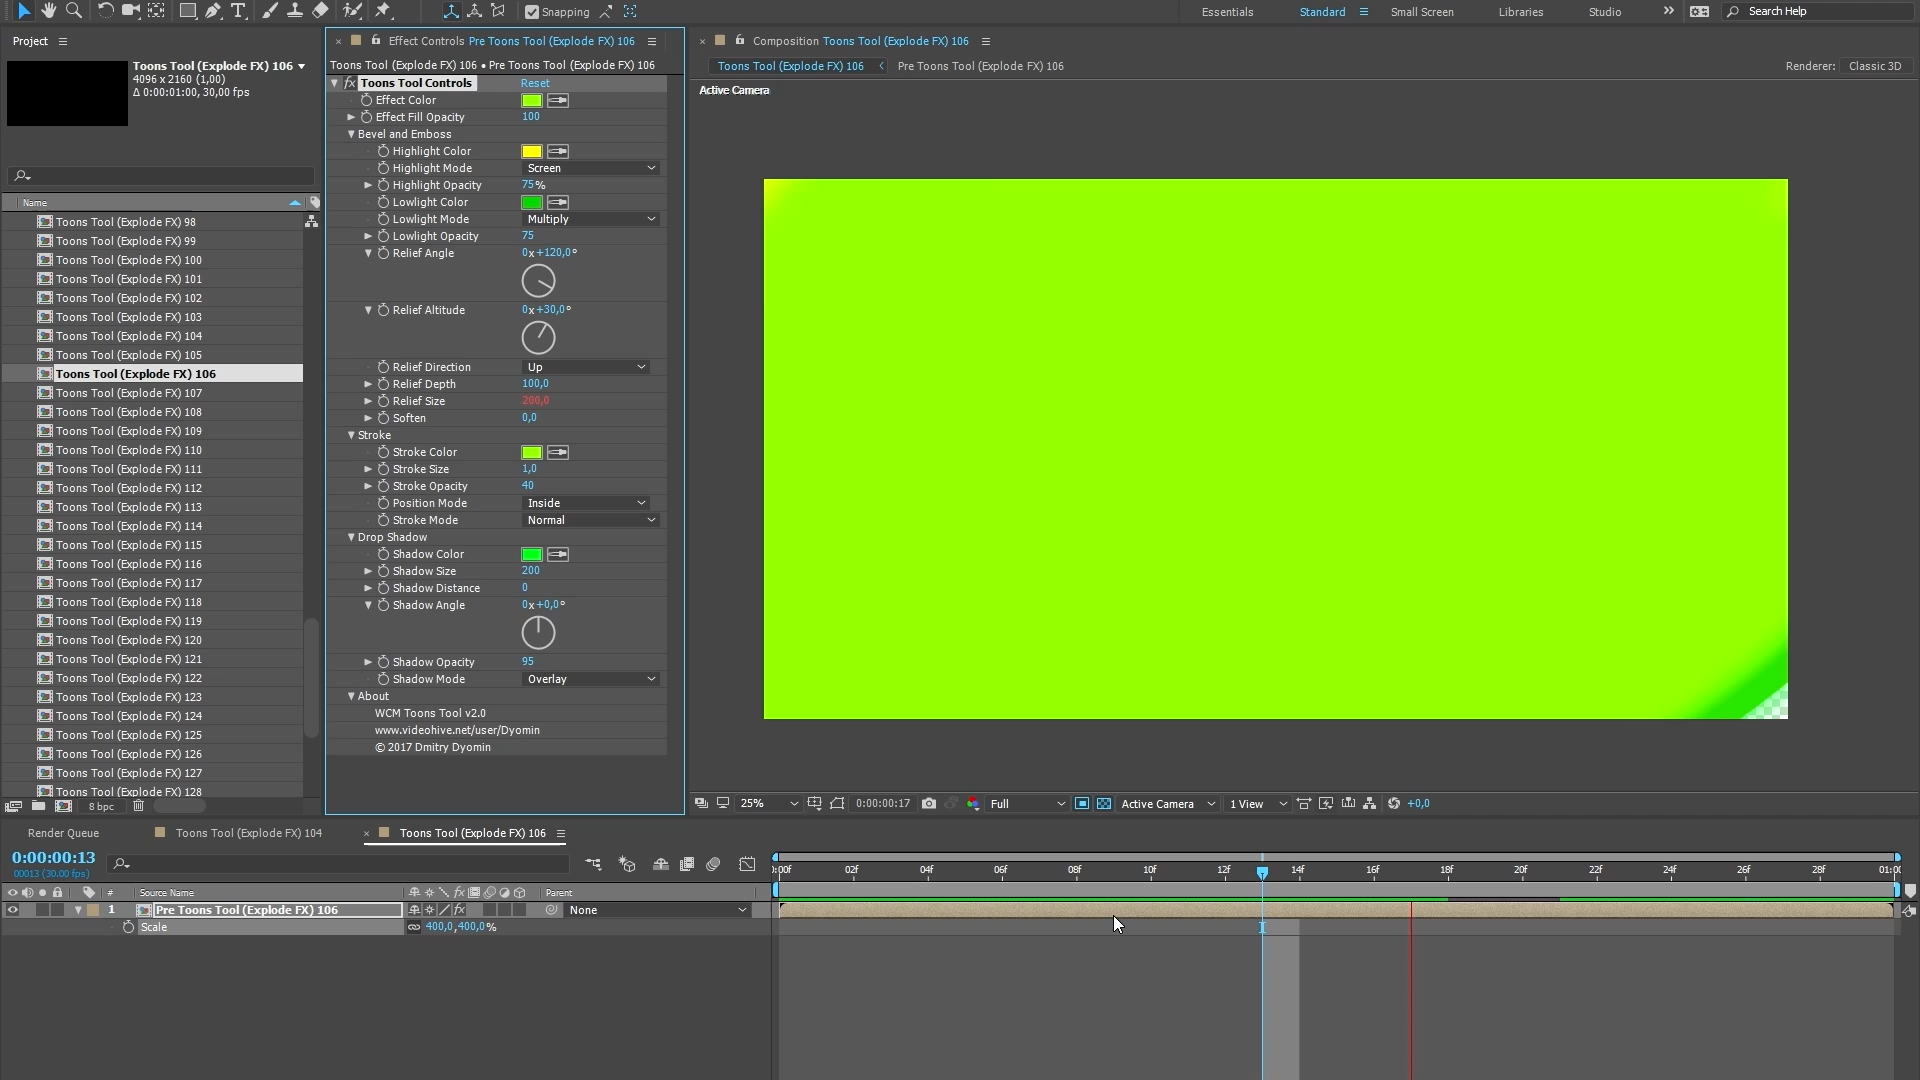 Snapping
Essentials
Standard
Small Screen
Libraries
Studio
Search Help
Project
Toons Tool (Explode FX) 106
4096 x 2160 (1,00)
Δ 0:00:01:00, 30,00 fps
Name
Toons Tool (Explode FX) 98
Toons Tool (Explode FX) 99
Toons Tool (Explode FX) 100
Toons Tool (Explode FX) 101
Toons Tool (Explode FX) 102
Toons Tool (Explode FX) 103
Toons Tool (Explode FX) 104
Toons Tool (Explode FX) 105
Toons Tool (Explode FX) 106
Toons Tool (Explode FX) 107
Toons Tool (Explode FX) 108
Toons Tool (Explode FX) 109
Toons Tool (Explode FX) 110
Toons Tool (Explode FX) 111
Toons Tool (Explode FX) 112
Toons Tool (Explode FX) 113
Toons Tool (Explode FX) 114
Toons Tool (Explode FX) 115
Toons Tool (Explode FX) 116
Toons Tool (Explode FX) 117
Toons Tool (Explode FX) 118
Toons Tool (Explode FX) 119
Toons Tool (Explode FX) 120
Toons Tool (Explode FX) 121
Toons Tool (Explode FX) 122
Toons Tool (Explode FX) 123
Toons Tool (Explode FX) 124
Toons Tool (Explode FX) 125
Toons Tool (Explode FX) 126
Toons Tool (Explode FX) 127
Toons Tool (Explode FX) 128
8 bpc
Effect Controls Pre Toons Tool (Explode FX) 106
Toons Tool (Explode FX) 106 • Pre Toons Tool (Explode FX) 106
fx Toons Tool Controls Reset
Effect Color
Effect Fill Opacity 100
Bevel and Emboss
Highlight Color
Highlight Mode Screen
Highlight Opacity 75%
Lowlight Color
Lowlight Mode Multiply
Lowlight Opacity 75
Relief Angle 0x+120,0°
Relief Altitude 0x+30,0°
Relief Direction Up
Relief Depth 100,0
Relief Size 200,0
Soften 0,0
Stroke
Stroke Color
Stroke Size 1,0
Stroke Opacity 40
Position Mode Inside
Stroke Mode Normal
Drop Shadow
Shadow Color
Shadow Size 200
Shadow Distance 0
Shadow Angle 0x+0,0°
Shadow Opacity 95
Shadow Mode Overlay
About
WCM Toons Tool v2.0
www.videohive.net/user/Dyomin
© 2017 Dmitry Dyomin
Composition Toons Tool (Explode FX) 106
Toons Tool (Explode FX) 106 Pre Toons Tool (Explode FX) 106
Renderer: Classic 3D
Active Camera
25%
0:00:00:17
Full
Active Camera
1 View
+0,0
Render Queue
Toons Tool (Explode FX) 104
Toons Tool (Explode FX) 106
0:00:00:13
00013 (30.00 fps)
# Source Name
fx
Parent
1 Pre Toons Tool (Explode FX) 106
fx
None
Scale 400,0,400,0%
:00f 02f 04f 06f 08f 10f 12f 14f 16f 18f 20f 22f 24f 26f 28f 01:0